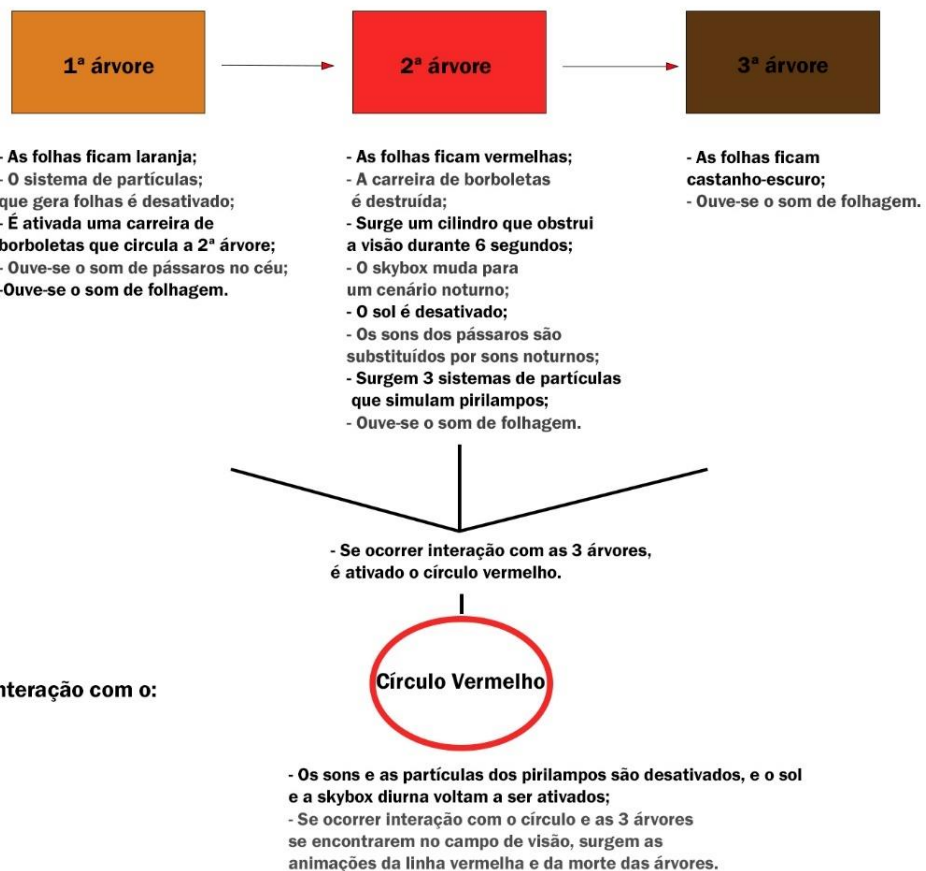 1ª árvore
2ª árvore
3ª árvore
- As folhas ficam laranja;
- O sistema de partículas;
que gera folhas é desativado;
- É ativada uma carreira de
borboletas que circula a 2ª árvore;
- Ouve-se o som de pássaros no céu;
-Ouve-se o som de folhagem.
- As folhas ficam vermelhas;
- A carreira de borboletas
é destruída;
- Surge um cilindro que obstrui
a visão durante 6 segundos;
- O skybox muda para
um cenário noturno;
- O sol é desativado;
- Os sons dos pássaros são
substituídos por sons noturnos;
- Surgem 3 sistemas de partículas
que simulam pirilampos;
- Ouve-se o som de folhagem.
- As folhas ficam
castanho-escuro;
- Ouve-se o som de folhagem.
- Se ocorrer interação com as 3 árvores,
é ativado o círculo vermelho.
nteração com o:
Círculo Vermelho
- Os sons e as partículas dos pirilampos são desativados, e o sol
e a skybox diurna voltam a ser ativados;
- Se ocorrer interação com o círculo e as 3 árvores
se encontrarem no campo de visão, surgem as
animações da linha vermelha e da morte das árvores.